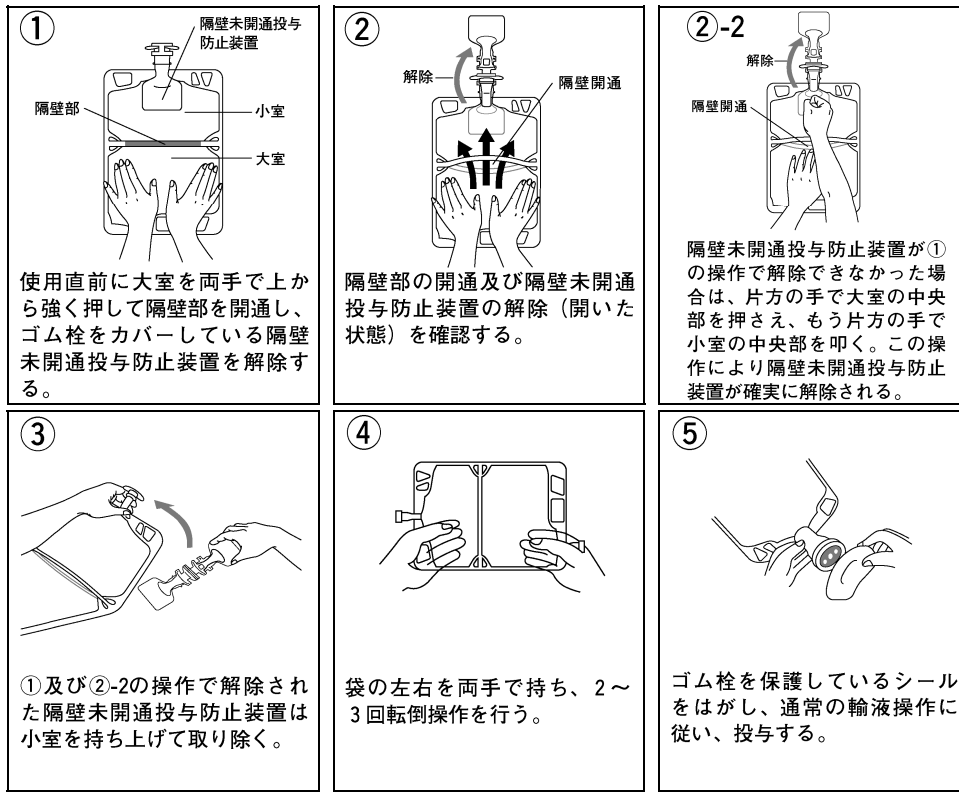 ①
隔壁未開通投与
防止装置
隔壁部
小室
大室
使用直前に大室を両手で上か
ら強く押して隔壁部を開通し、
ゴム栓をカバーしている隔壁
未開通投与防止装置を解除す
る。
②
解除
隔壁開通
隔壁部の開通及び隔壁未開通
投与防止装置の解除（開いた
状態）を確認する。
②-2
解除
隔壁開通
隔壁未開通投与防止装置が①
の操作で解除できなかった場
合は、片方の手で大室の中央
部を押さえ、もう片方の手で
小室の中央部を叩く。この操
作により隔壁未開通投与防止
装置が確実に解除される。
③
①及び②-2の操作で解除され
た隔壁未開通投与防止装置は
小室を持ち上げて取り除く。
④
袋の左右を両手で持ち、2～
3回転倒操作を行う。
⑤
ゴム栓を保護しているシール
をはがし、通常の輸液操作に
従い、投与する。